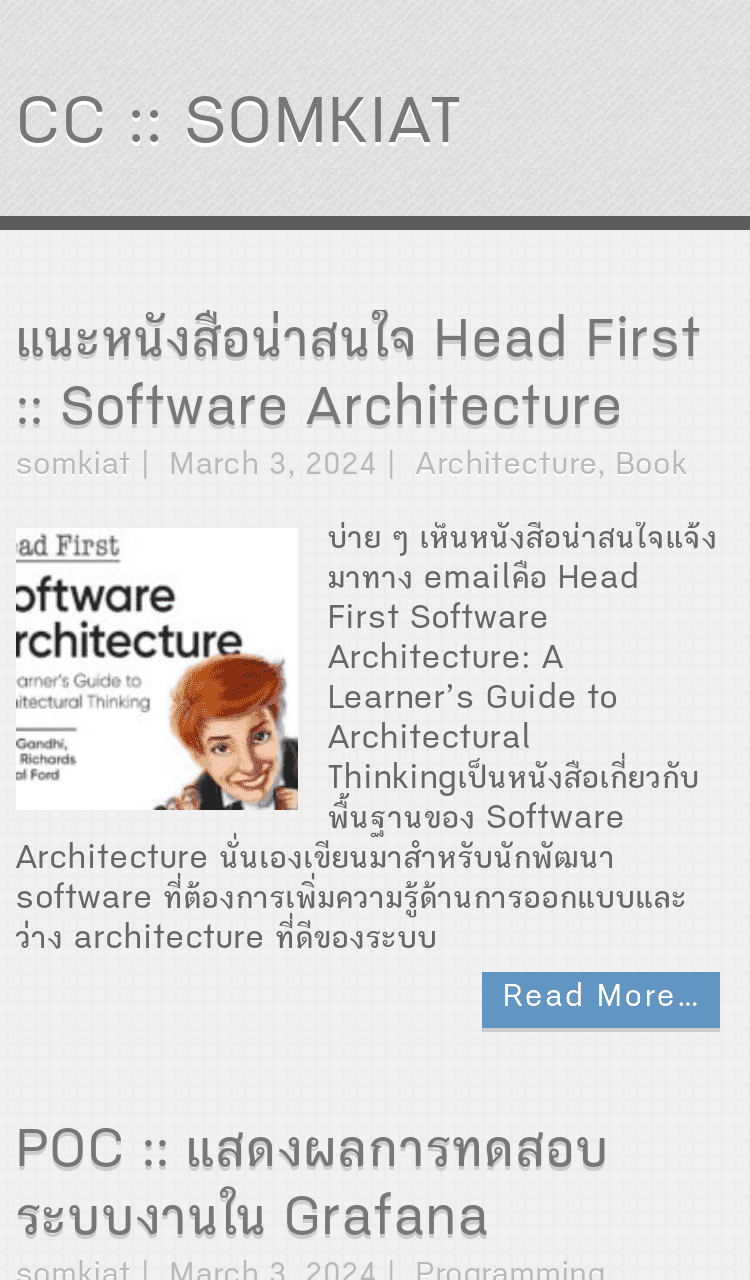 CC :: SOMKIAT
แนะหนังสือน่าสนใจ Head First
:: Software Architecture
somkiat | March 3, 2024 | Architecture, Book
ad First
oftware
rchitecture
arner's Guide to
itectural Thinking
Gandhi,
Richards
al Ford
บ่าย ๆ เห็นหนังสือน่าสนใจแจ้ง
มาทาง emailคือ Head
First Software
Architecture: A
Learner’s Guide to
Architectural
Thinkingเป็นหนังสือเกี่ยวกับ
พื้นฐานของ Software
Architecture นั่นเองเขียนมาสำหรับนักพัฒนา
software ที่ต้องการเพิ่มความรู้ด้านการออกแบบและ
ว่าง architecture ที่ดีของระบบ
Read More…
POC :: แสดงผลการทดสอบ
ระบบงานใน Grafana
somkiat | March 3, 2024 | Programming